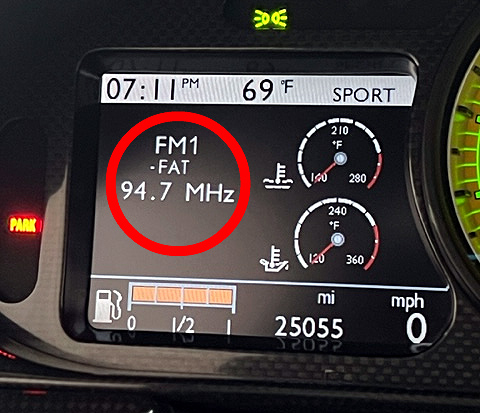 07:11 PM 69 °F SPORT
FM1
-FAT
94.7 MHz
210
°F
140 280
240
°F
120 360
PARK
0 1/2 1
mi
25055
mph
0